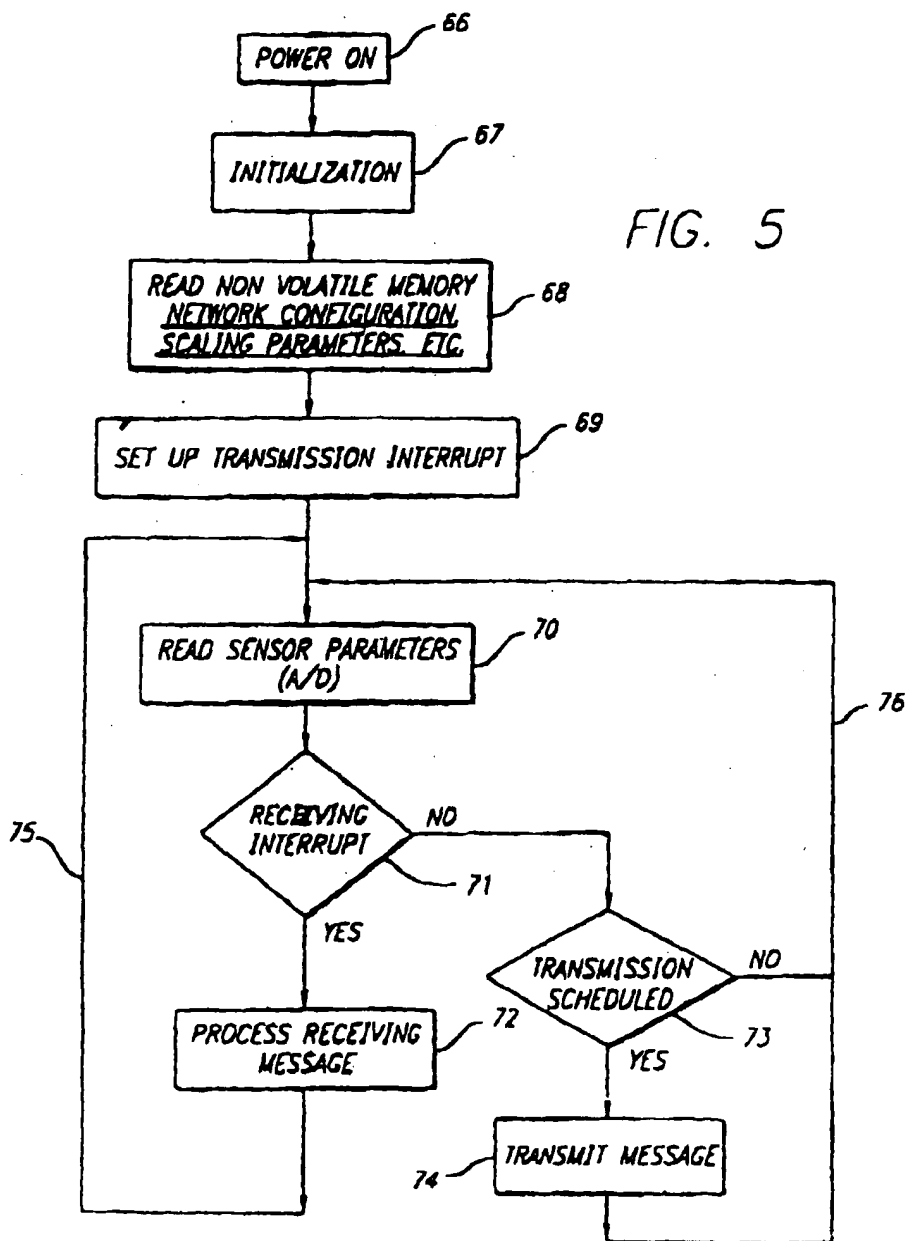 66
POWER ON
67
INITIALIZATION
FIG. 5
READ NON VOLATILE MEMORY
NETWORK CONFIGURATION,
SCALING PARAMETERS, ETC.
68
69
SET UP TRANSMISSION INTERRUPT
70
READ SENSOR PARAMETERS
(A/D)
76
75
RECEIVING
INTERRUPT
NO
71
YES
TRANSMISSION
SCHEDULED
NO
73
YES
PROCESS RECEIVING
MESSAGE
72
TRANSMIT MESSAGE
74